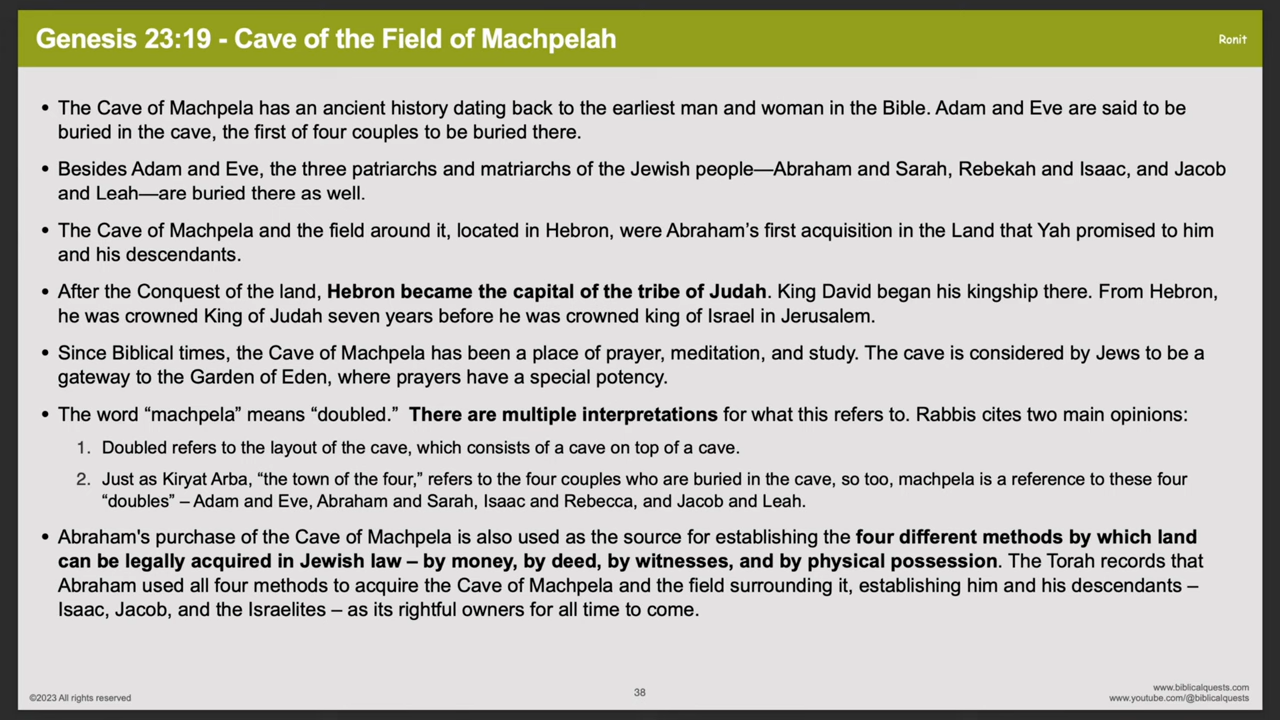 Genesis 23:19 - Cave of the Field of Machpelah
Ronit
• The Cave of Machpela has an ancient history dating back to the earliest man and woman in the Bible. Adam and Eve are said to be
buried in the cave, the first of four couples to be buried there.
• Besides Adam and Eve, the three patriarchs and matriarchs of the Jewish people—Abraham and Sarah, Rebekah and Isaac, and Jacob
and Leah—are buried there as well.
• The Cave of Machpela and the field around it, located in Hebron, were Abraham’s first acquisition in the Land that Yah promised to him
and his descendants.
• After the Conquest of the land, Hebron became the capital of the tribe of Judah. King David began his kingship there. From Hebron,
he was crowned King of Judah seven years before he was crowned king of Israel in Jerusalem.
• Since Biblical times, the Cave of Machpela has been a place of prayer, meditation, and study. The cave is considered by Jews to be a
gateway to the Garden of Eden, where prayers have a special potency.
• The word “machpela” means “doubled.” There are multiple interpretations for what this refers to. Rabbis cites two main opinions:
1. Doubled refers to the layout of the cave, which consists of a cave on top of a cave.
2. Just as Kiryat Arba, “the town of the four,” refers to the four couples who are buried in the cave, so too, machpela is a reference to these four
“doubles” – Adam and Eve, Abraham and Sarah, Isaac and Rebecca, and Jacob and Leah.
• Abraham's purchase of the Cave of Machpela is also used as the source for establishing the four different methods by which land
can be legally acquired in Jewish law – by money, by deed, by witnesses, and by physical possession. The Torah records that
Abraham used all four methods to acquire the Cave of Machpela and the field surrounding it, establishing him and his descendants –
Isaac, Jacob, and the Israelites – as its rightful owners for all time to come.
©2023 All rights reserved
38
www.biblicalquests.com
www.youtube.com/@biblicalquests